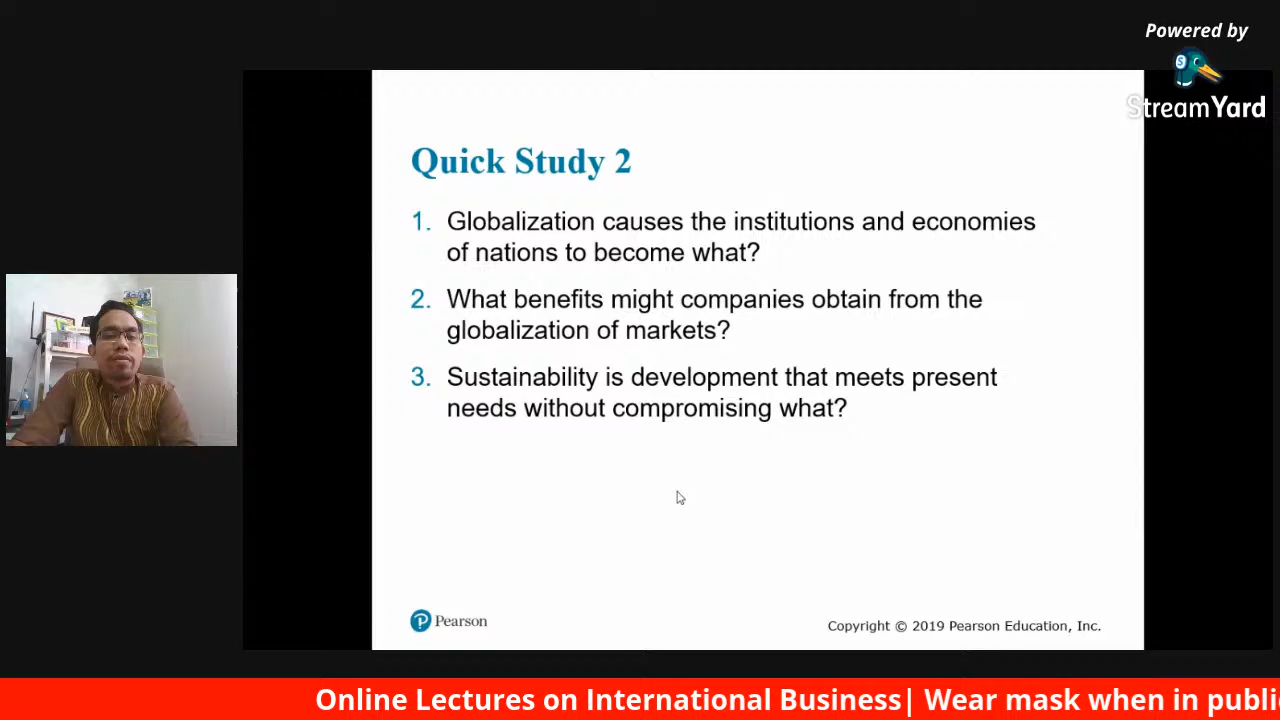 Powered by
StreamYard
Quick Study 2
1. Globalization causes the institutions and economies
of nations to become what?
2. What benefits might companies obtain from the
globalization of markets?
3. Sustainability is development that meets present
needs without compromising what?
Pearson
Copyright © 2019 Pearson Education, Inc.
Online Lectures on International Business| Wear mask when in publi